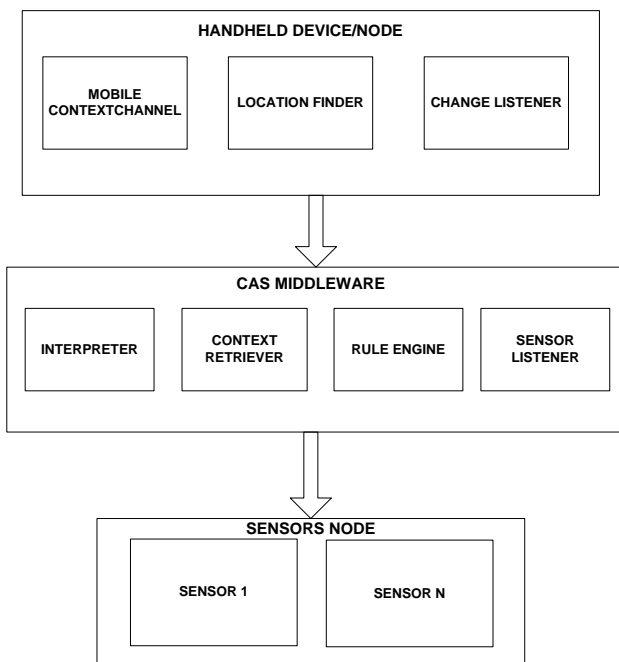 HANDHELD DEVICE/NODE
MOBILE
CONTEXTCHANNEL
LOCATION FINDER
CHANGE LISTENER
CAS MIDDLEWARE
INTERPRETER
CONTEXT
RETRIEVER
RULE ENGINE
SENSOR
LISTENER
SENSORS NODE
SENSOR 1
SENSOR N